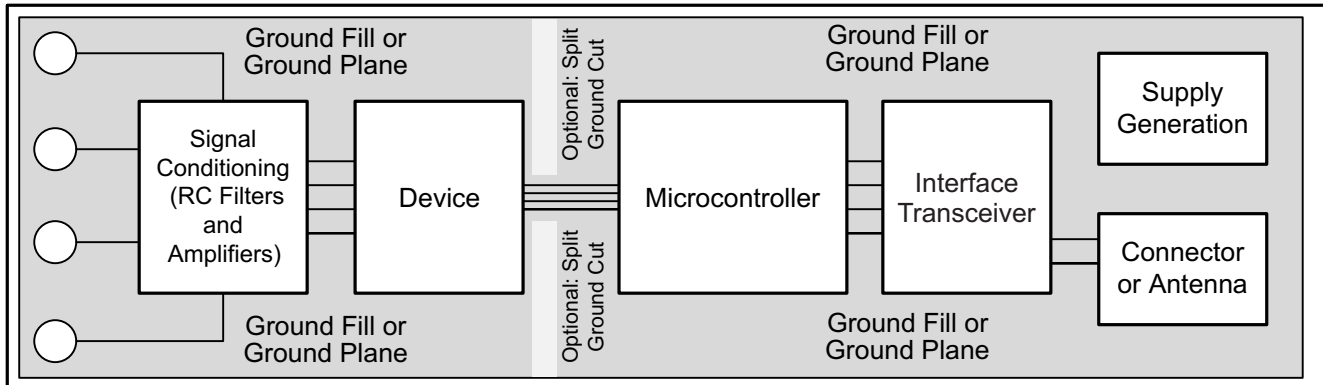 Ground Fill or
Ground Plane
Optional: Split
Ground Cut
Ground Fill or
Ground Plane
Supply
Generation
Signal
Conditioning
(RC Filters
and
Amplifiers)
Device
Microcontroller
Interface
Transceiver
Connector
or Antenna
Ground Fill or
Ground Plane
Optional: Split
Ground Cut
Ground Fill or
Ground Plane